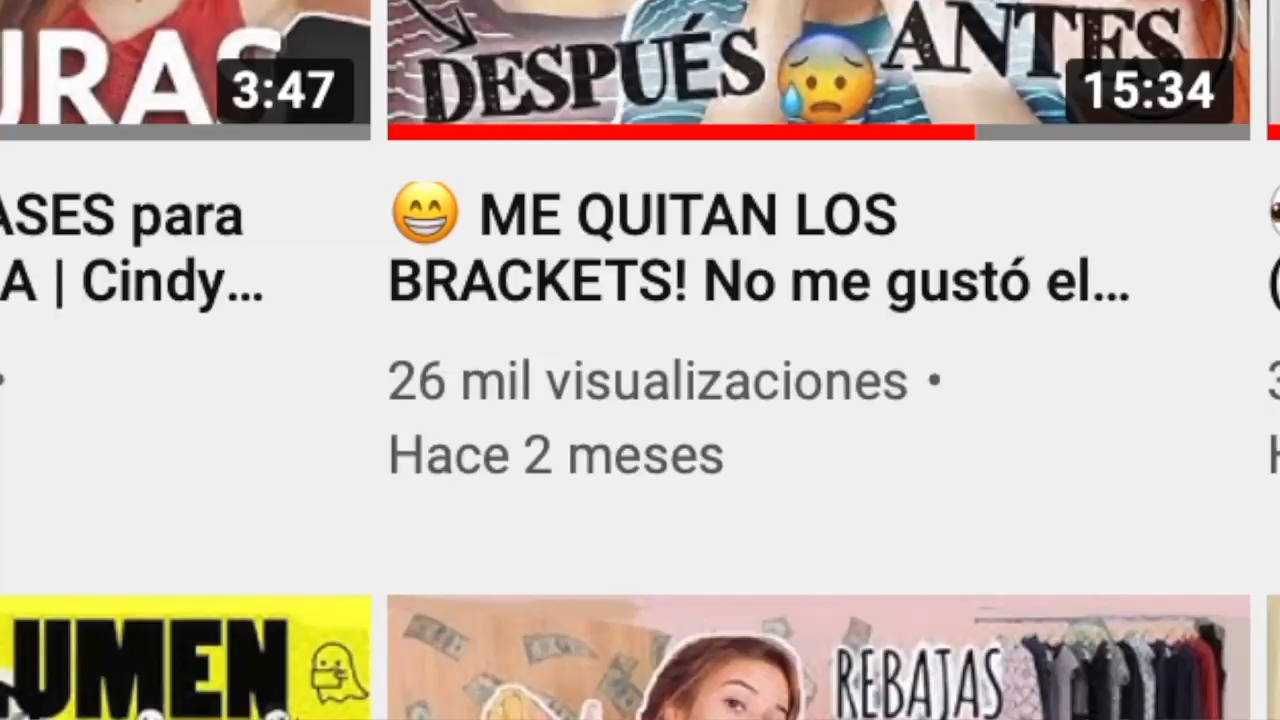 URAS
3:47
DESPUÉS
ANTES
15:34
ASES para
A | Cindy...
😁 ME QUITAN LOS
BRACKETS! No me gustó el...
26 mil visualizaciones •
Hace 2 meses
UMEN
REBAJAS